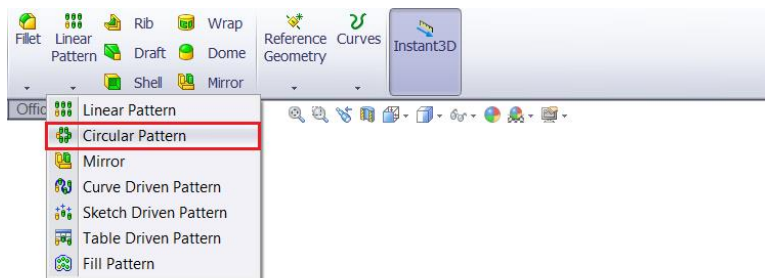 Fillet
Linear Pattern
Rib
Draft
Shell
Wrap
Dome
Mirror
Reference Geometry
Curves
Instant3D
Offic
Linear Pattern
Circular Pattern
Mirror
Curve Driven Pattern
Sketch Driven Pattern
Table Driven Pattern
Fill Pattern